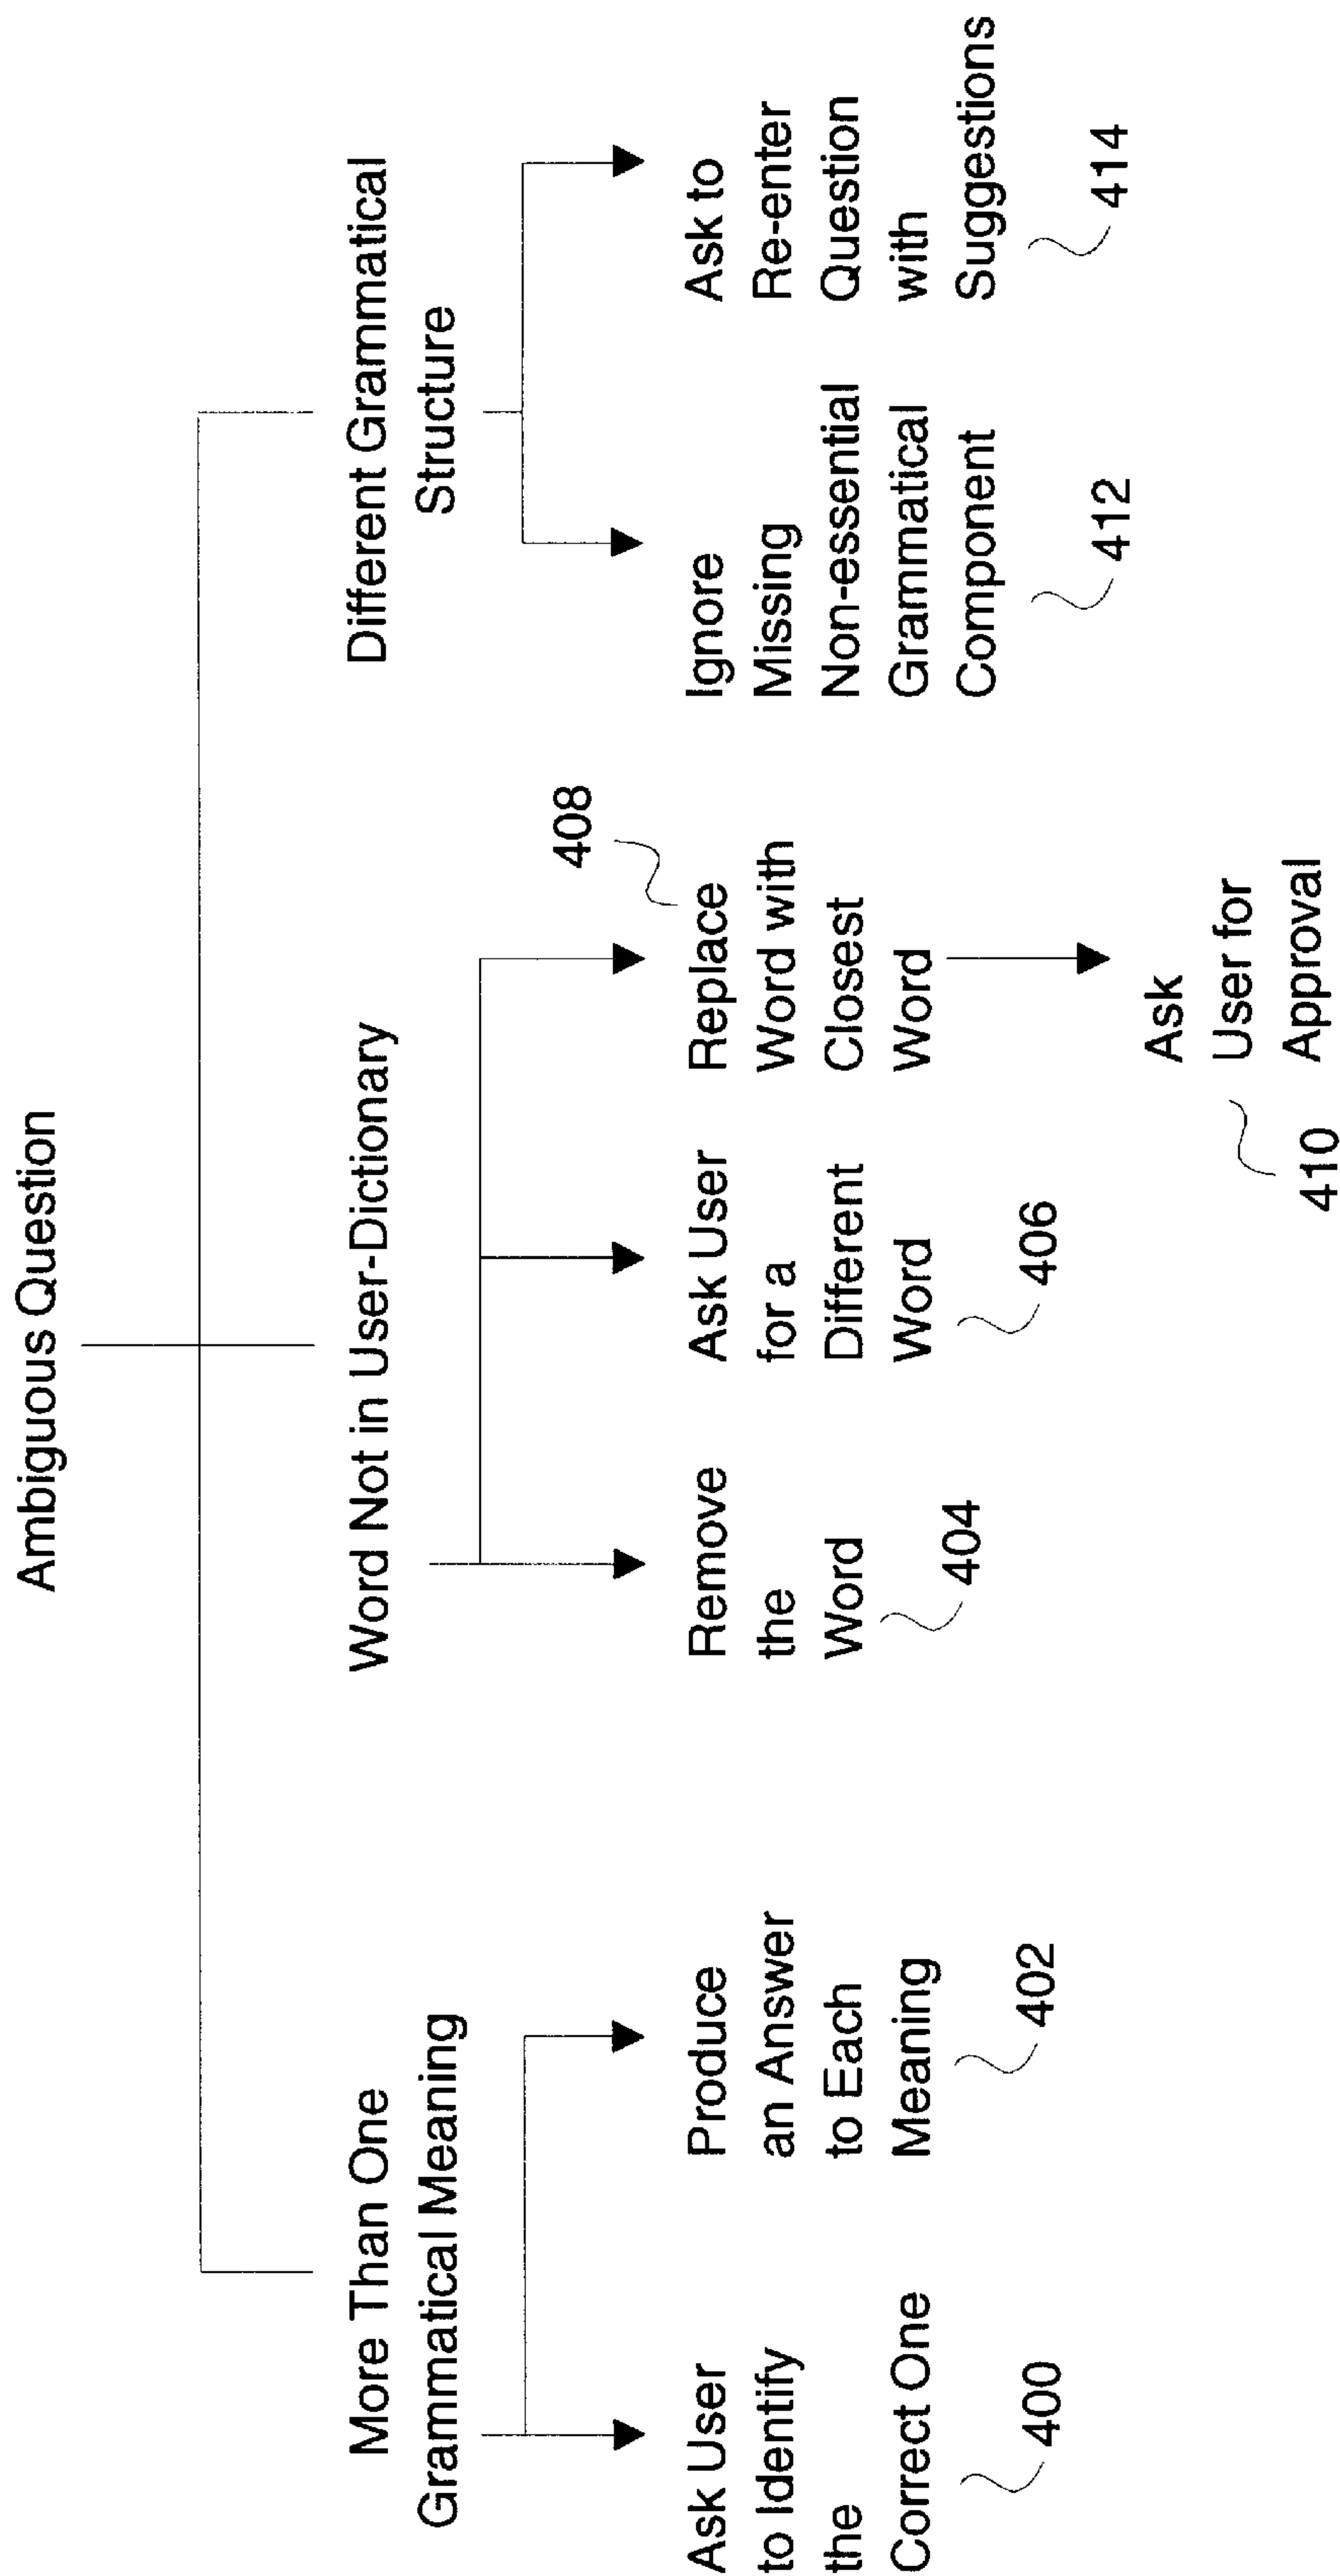 Ambiguous Question
More Than One
Grammatical Meaning
Word Not in User-Dictionary
Different Grammatical
Structure
Ask User
to Identify
the
Correct One
400
Produce
an Answer
to Each
Meaning
402
Remove
the
Word
404
Ask User
for a
Different
Word
406
408
Replace
Word with
Closest
Word
Ask
User for
Approval
410
Ignore
Missing
Non-essential
Grammatical
Component
412
Ask to
Re-enter
Question
with
Suggestions
414